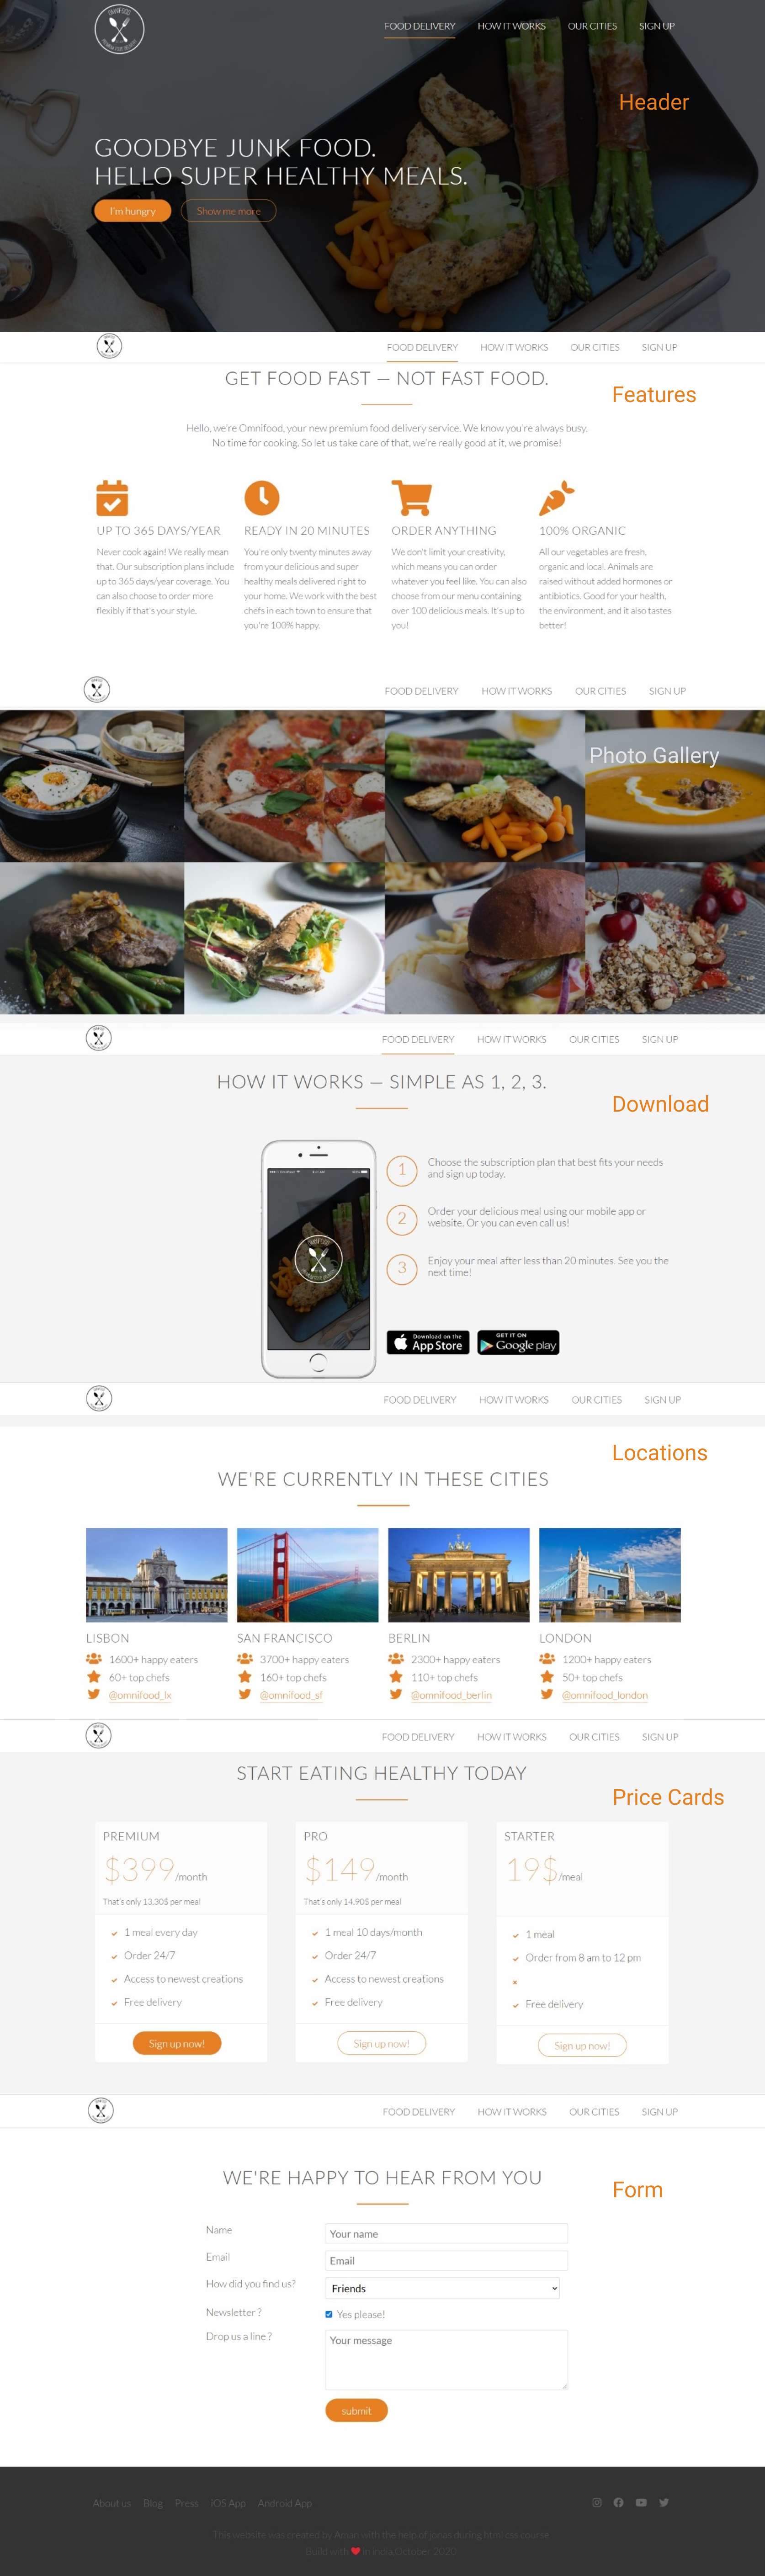 FOOD DELIVERY HOW IT WORKS OUR CITIES SIGN UP
Header
GOODBYE JUNK FOOD.
HELLO SUPER HEALTHY MEALS.
I'm hungry Show me more
FOOD DELIVERY HOW IT WORKS OUR CITIES SIGN UP
GET FOOD FAST — NOT FAST FOOD.
Features
Hello, we're Omnifood, your new premium food delivery service. We know you're always busy.
No time for cooking. So let us take care of that, we're really good at it, we promise!
UP TO 365 DAYS/YEAR
Never cook again! We really mean
that. Our subscription plans include
up to 365 days/year coverage. You
can also choose to order more
flexibly if that's your style.
READY IN 20 MINUTES
You're only twenty minutes away
from your delicious and super
healthy meals delivered right to
your home. We work with the best
chefs in each town to ensure that
you're 100% happy.
ORDER ANYTHING
We don't limit your creativity,
which means you can order
whatever you feel like. You can also
choose from our menu containing
over 100 delicious meals. It's up to
you!
100% ORGANIC
All our vegetables are fresh,
organic and local. Animals are
raised without added hormones or
antibiotics. Good for your health,
the environment, and it also tastes
better!
FOOD DELIVERY HOW IT WORKS OUR CITIES SIGN UP
Photo Gallery
FOOD DELIVERY HOW IT WORKS OUR CITIES SIGN UP
HOW IT WORKS — SIMPLE AS 1, 2, 3.
Download
1
Choose the subscription plan that best fits your needs
and sign up today.
2
Order your delicious meal using our mobile app or
website. Or you can even call us!
3
Enjoy your meal after less than 20 minutes. See you the
next time!
Download on the
App Store
GET IT ON
Google play
FOOD DELIVERY HOW IT WORKS OUR CITIES SIGN UP
Locations
WE'RE CURRENTLY IN THESE CITIES
LISBON
1600+ happy eaters
60+ top chefs
@omnifood_lx
SAN FRANCISCO
3700+ happy eaters
160+ top chefs
@omnifood_sf
BERLIN
2300+ happy eaters
110+ top chefs
@omnifood_berlin
LONDON
1200+ happy eaters
50+ top chefs
@omnifood_london
FOOD DELIVERY HOW IT WORKS OUR CITIES SIGN UP
START EATING HEALTHY TODAY
Price Cards
PREMIUM
$399/month
That's only 13.30$ per meal
1 meal every day
Order 24/7
Access to newest creations
Free delivery
Sign up now!
PRO
$149/month
That's only 14.90$ per meal
1 meal 10 days/month
Order 24/7
Access to newest creations
Free delivery
Sign up now!
STARTER
19$/meal
1 meal
Order from 8 am to 12 pm
Free delivery
Sign up now!
FOOD DELIVERY HOW IT WORKS OUR CITIES SIGN UP
WE'RE HAPPY TO HEAR FROM YOU
Form
Name
Your name
Email
Email
How did you find us?
Friends
Newsletter ?
Yes please!
Drop us a line ?
Your message
submit
About us Blog Press iOS App Android App
This website was created by Aman with the help of jonas during html css course
Build with ❤ in india,October 2020